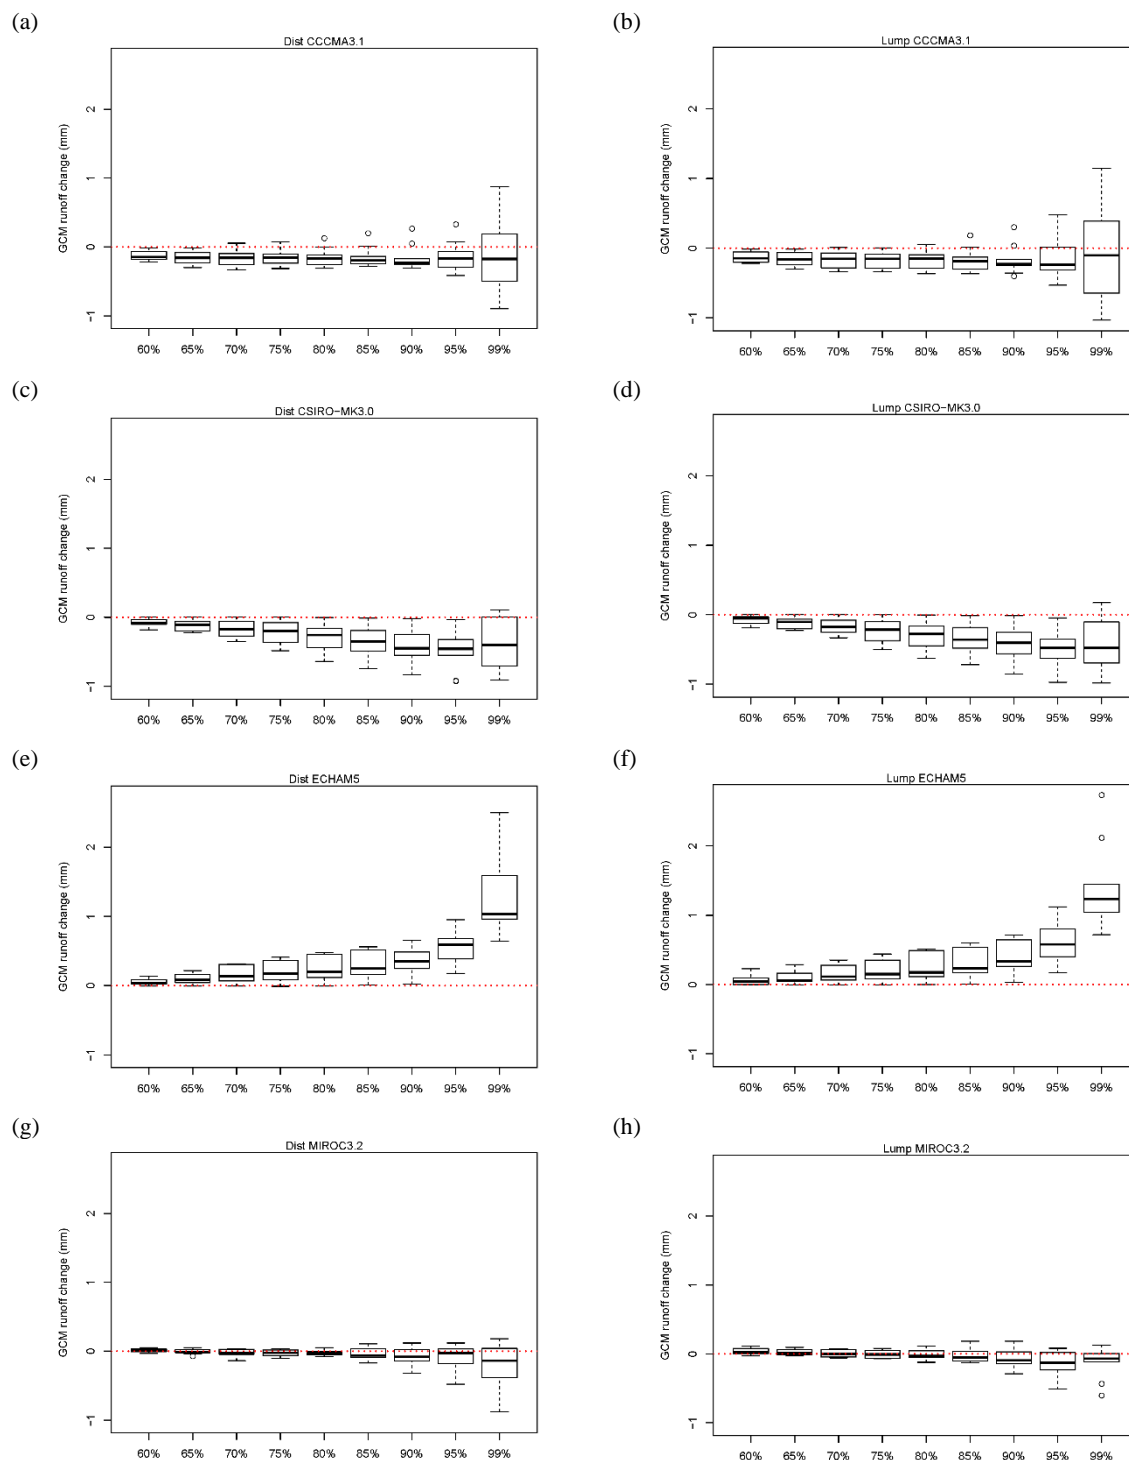 (a)
Dist CCCMA3.1
GCM runoff change (mm)
2
1
0
−1
60% 65% 70% 75% 80% 85% 90% 95% 99%
(b)
Lump CCCMA3.1
GCM runoff change (mm)
2
1
0
−1
60% 65% 70% 75% 80% 85% 90% 95% 99%
(c)
Dist CSIRO−MK3.0
GCM runoff change (mm)
2
1
0
−1
60% 65% 70% 75% 80% 85% 90% 95% 99%
(d)
Lump CSIRO−MK3.0
GCM runoff change (mm)
2
1
0
−1
60% 65% 70% 75% 80% 85% 90% 95% 99%
(e)
Dist ECHAM5
GCM runoff change (mm)
2
1
0
−1
60% 65% 70% 75% 80% 85% 90% 95% 99%
(f)
Lump ECHAM5
GCM runoff change (mm)
2
1
0
−1
60% 65% 70% 75% 80% 85% 90% 95% 99%
(g)
Dist MIROC3.2
GCM runoff change (mm)
2
1
0
−1
60% 65% 70% 75% 80% 85% 90% 95% 99%
(h)
Lump MIROC3.2
GCM runoff change (mm)
2
1
0
−1
60% 65% 70% 75% 80% 85% 90% 95% 99%